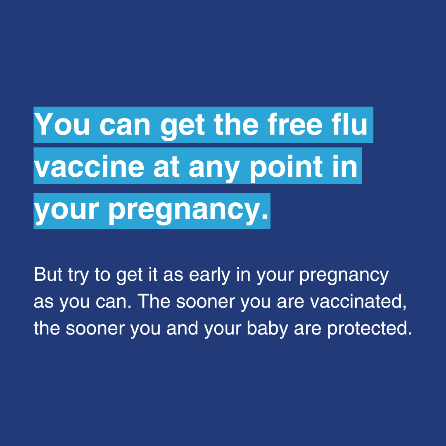 You can get the free flu
vaccine at any point in
your pregnancy.
But try to get it as early in your pregnancy
as you can. The sooner you are vaccinated,
the sooner you and your baby are protected.